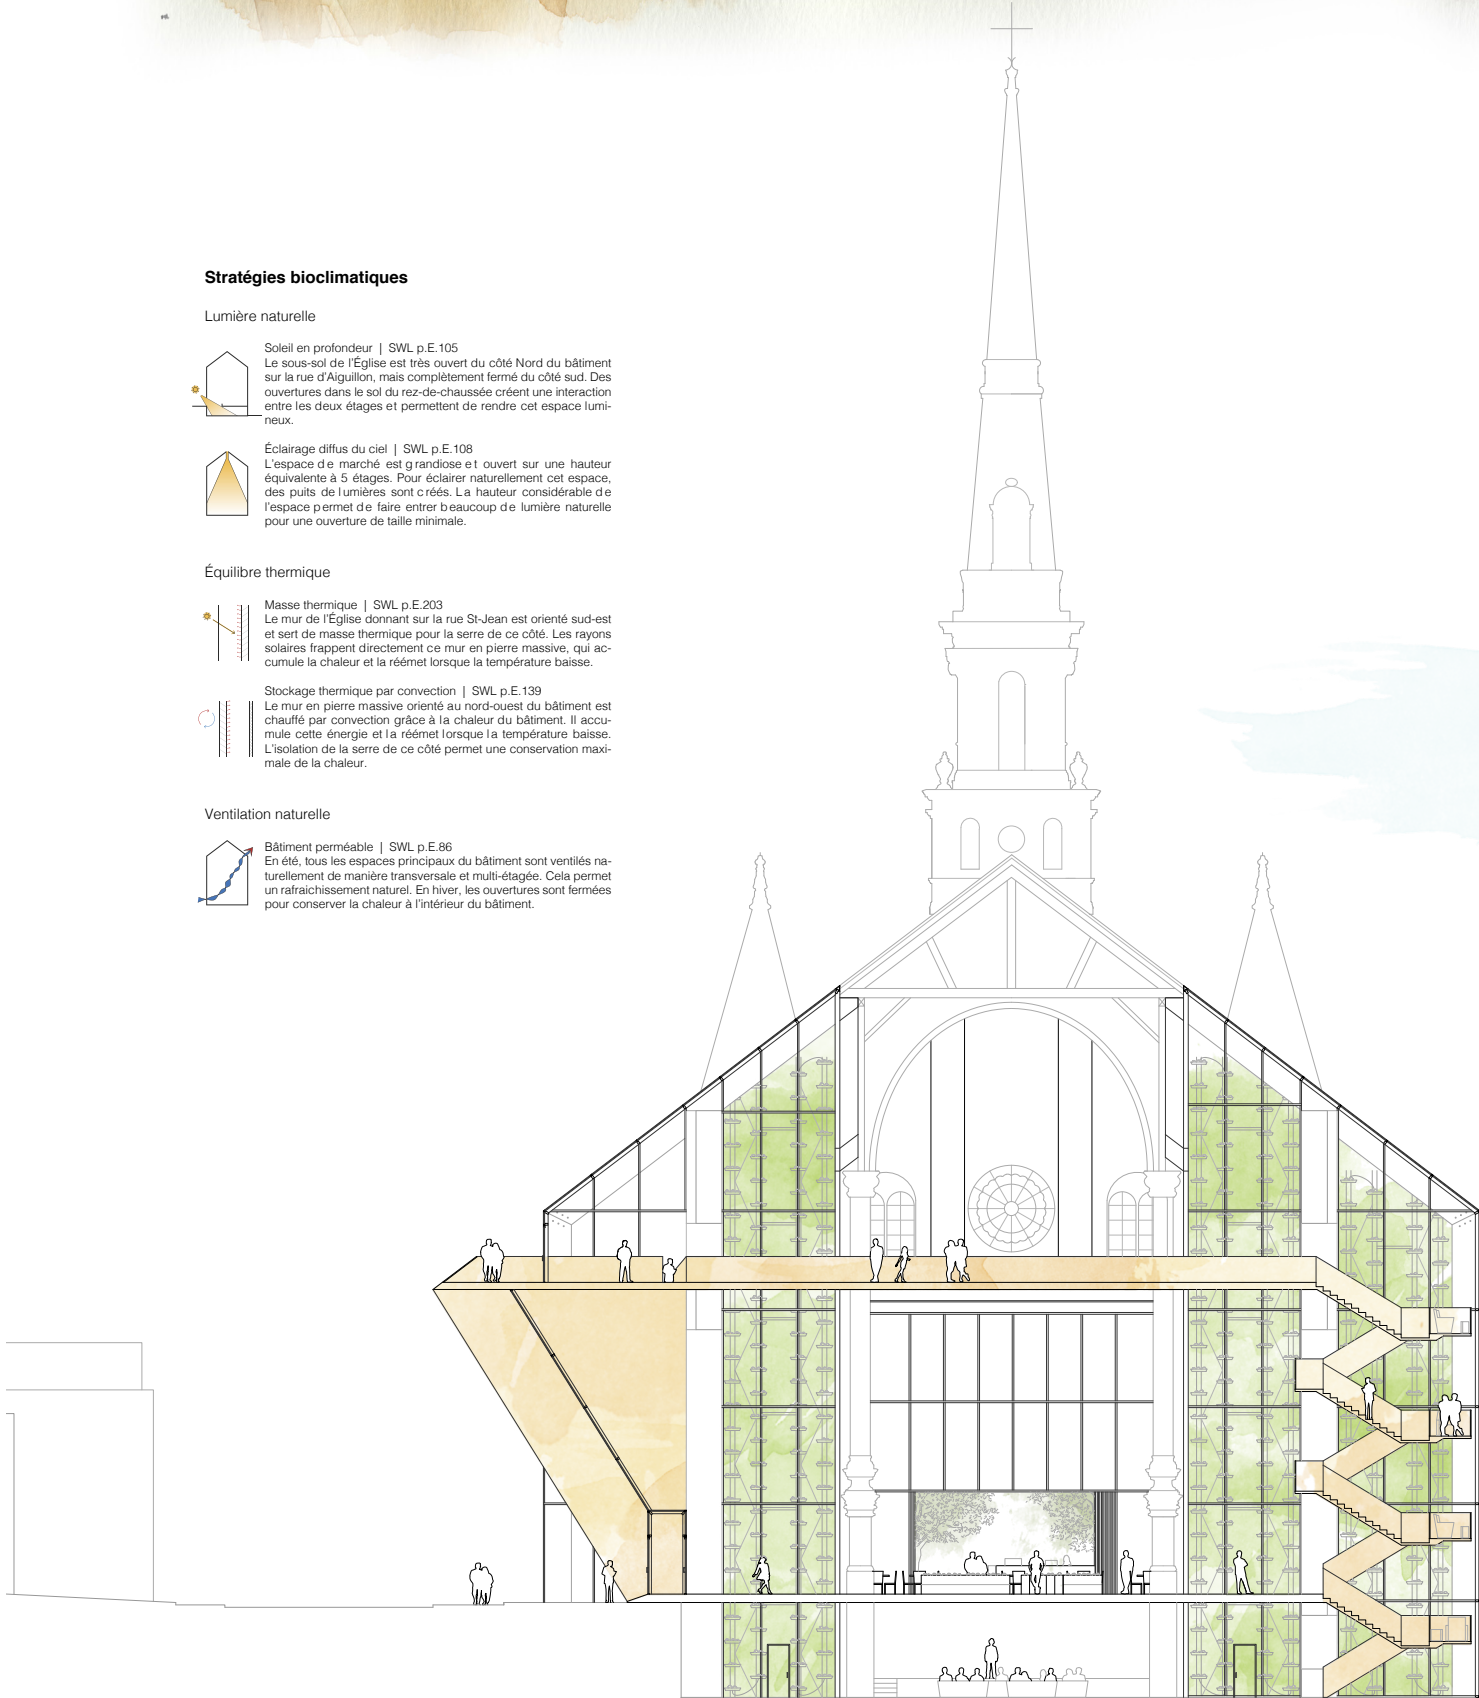 Stratégies bioclimatiques
Lumière naturelle
Soleil en profondeur | SWL p.E.105
Le sous-sol de l'Église est très ouvert du côté Nord du bâtiment
sur la rue d'Aiguillon, mais complètement fermé du côté sud. Des
ouvertures dans le sol du rez-de-chaussée créent une interaction
entre les deux étages et permettent de rendre cet espace lumi-
neux.
Éclairage diffus du ciel | SWL p.E.108
L'espace de marché est grandiose et ouvert sur une hauteur
équivalente à 5 étages. Pour éclairer naturellement cet espace,
des puits de lumières sont créés. La hauteur considérable de
l'espace permet de faire entrer beaucoup de lumière naturelle
pour une ouverture de taille minimale.
Équilibre thermique
Masse thermique | SWL p.E.203
Le mur de l'Église donnant sur la rue St-Jean est orienté sud-est
et sert de masse thermique pour la serre de ce côté. Les rayons
solaires frappent directement ce mur en pierre massive, qui ac-
cumule la chaleur et la réémet lorsque la température baisse.
Stockage thermique par convection | SWL p.E.139
Le mur en pierre massive orienté au nord-ouest du bâtiment est
chauffé par convection grâce à la chaleur du bâtiment. Il accu-
mule cette énergie et la réémet lorsque la température baisse.
L'isolation de la serre de ce côté permet une conservation maxi-
male de la chaleur.
Ventilation naturelle
Bâtiment perméable | SWL p.E.86
En été, tous les espaces principaux du bâtiment sont ventilés na-
turellement de manière transversale et multi-étagée. Cela permet
un rafraichissement naturel. En hiver, les ouvertures sont fermées
pour conserver la chaleur à l'intérieur du bâtiment.